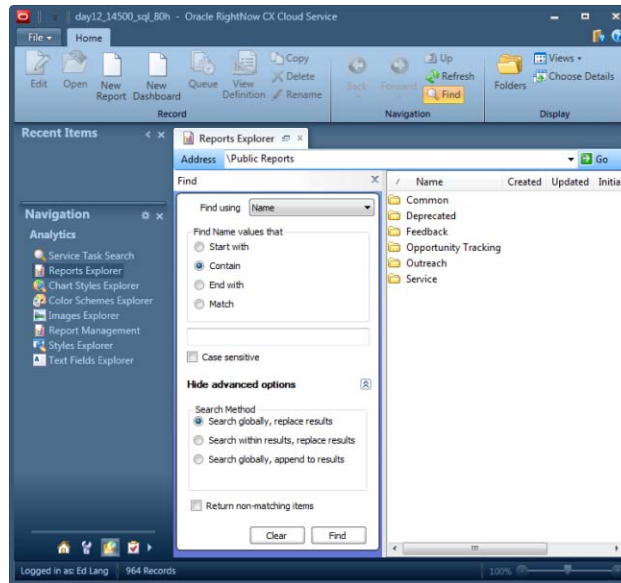 day12_14500_sql_80h - Oracle RightNow CX Cloud Service
File Home
Edit Open New Report New Dashboard Queue View Definition Copy Delete Rename
Back Forward Up Refresh Find Folders Views Choose Details
Record Navigation Display
Recent Items
Reports Explorer
Address \Public Reports Go
Find
Name Created Updated Initia
Find using Name
Common
Deprecated
Feedback
Opportunity Tracking
Outreach
Service
Find Name values that
Start with
Contain
End with
Match
Case sensitive
Hide advanced options
Search Method
Search globally, replace results
Search within results, replace results
Search globally, append to results
Return non-matching items
Clear Find
Navigation
Analytics
Service Task Search
Reports Explorer
Chart Styles Explorer
Color Schemes Explorer
Images Explorer
Report Management
Styles Explorer
Text Fields Explorer
Logged in as: Ed Lang 964 Records 100%